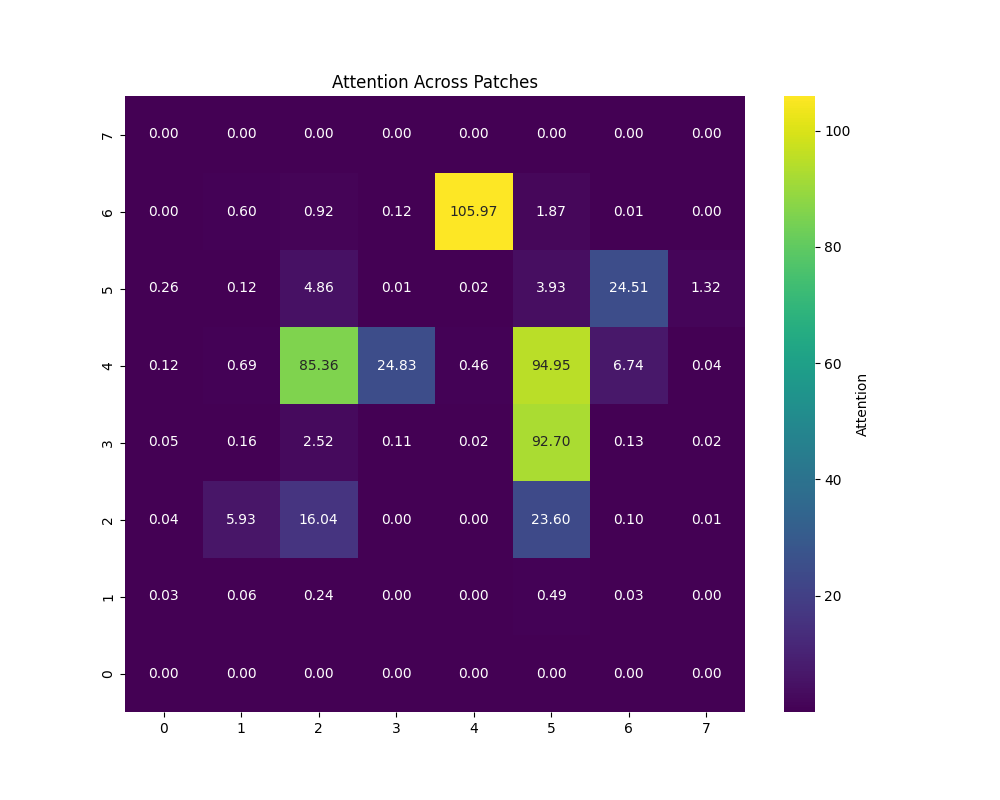 Attention Across Patches
7 0.00 0.00 0.00 0.00 0.00 0.00 0.00 0.00
6 0.00 0.60 0.92 0.12 105.97 1.87 0.01 0.00
5 0.26 0.12 4.86 0.01 0.02 3.93 24.51 1.32
4 0.12 0.69 85.36 24.83 0.46 94.95 6.74 0.04
3 0.05 0.16 2.52 0.11 0.02 92.70 0.13 0.02
2 0.04 5.93 16.04 0.00 0.00 23.60 0.10 0.01
1 0.03 0.06 0.24 0.00 0.00 0.49 0.03 0.00
0 0.00 0.00 0.00 0.00 0.00 0.00 0.00 0.00
0 1 2 3 4 5 6 7
100
80
60
40
20
Attention